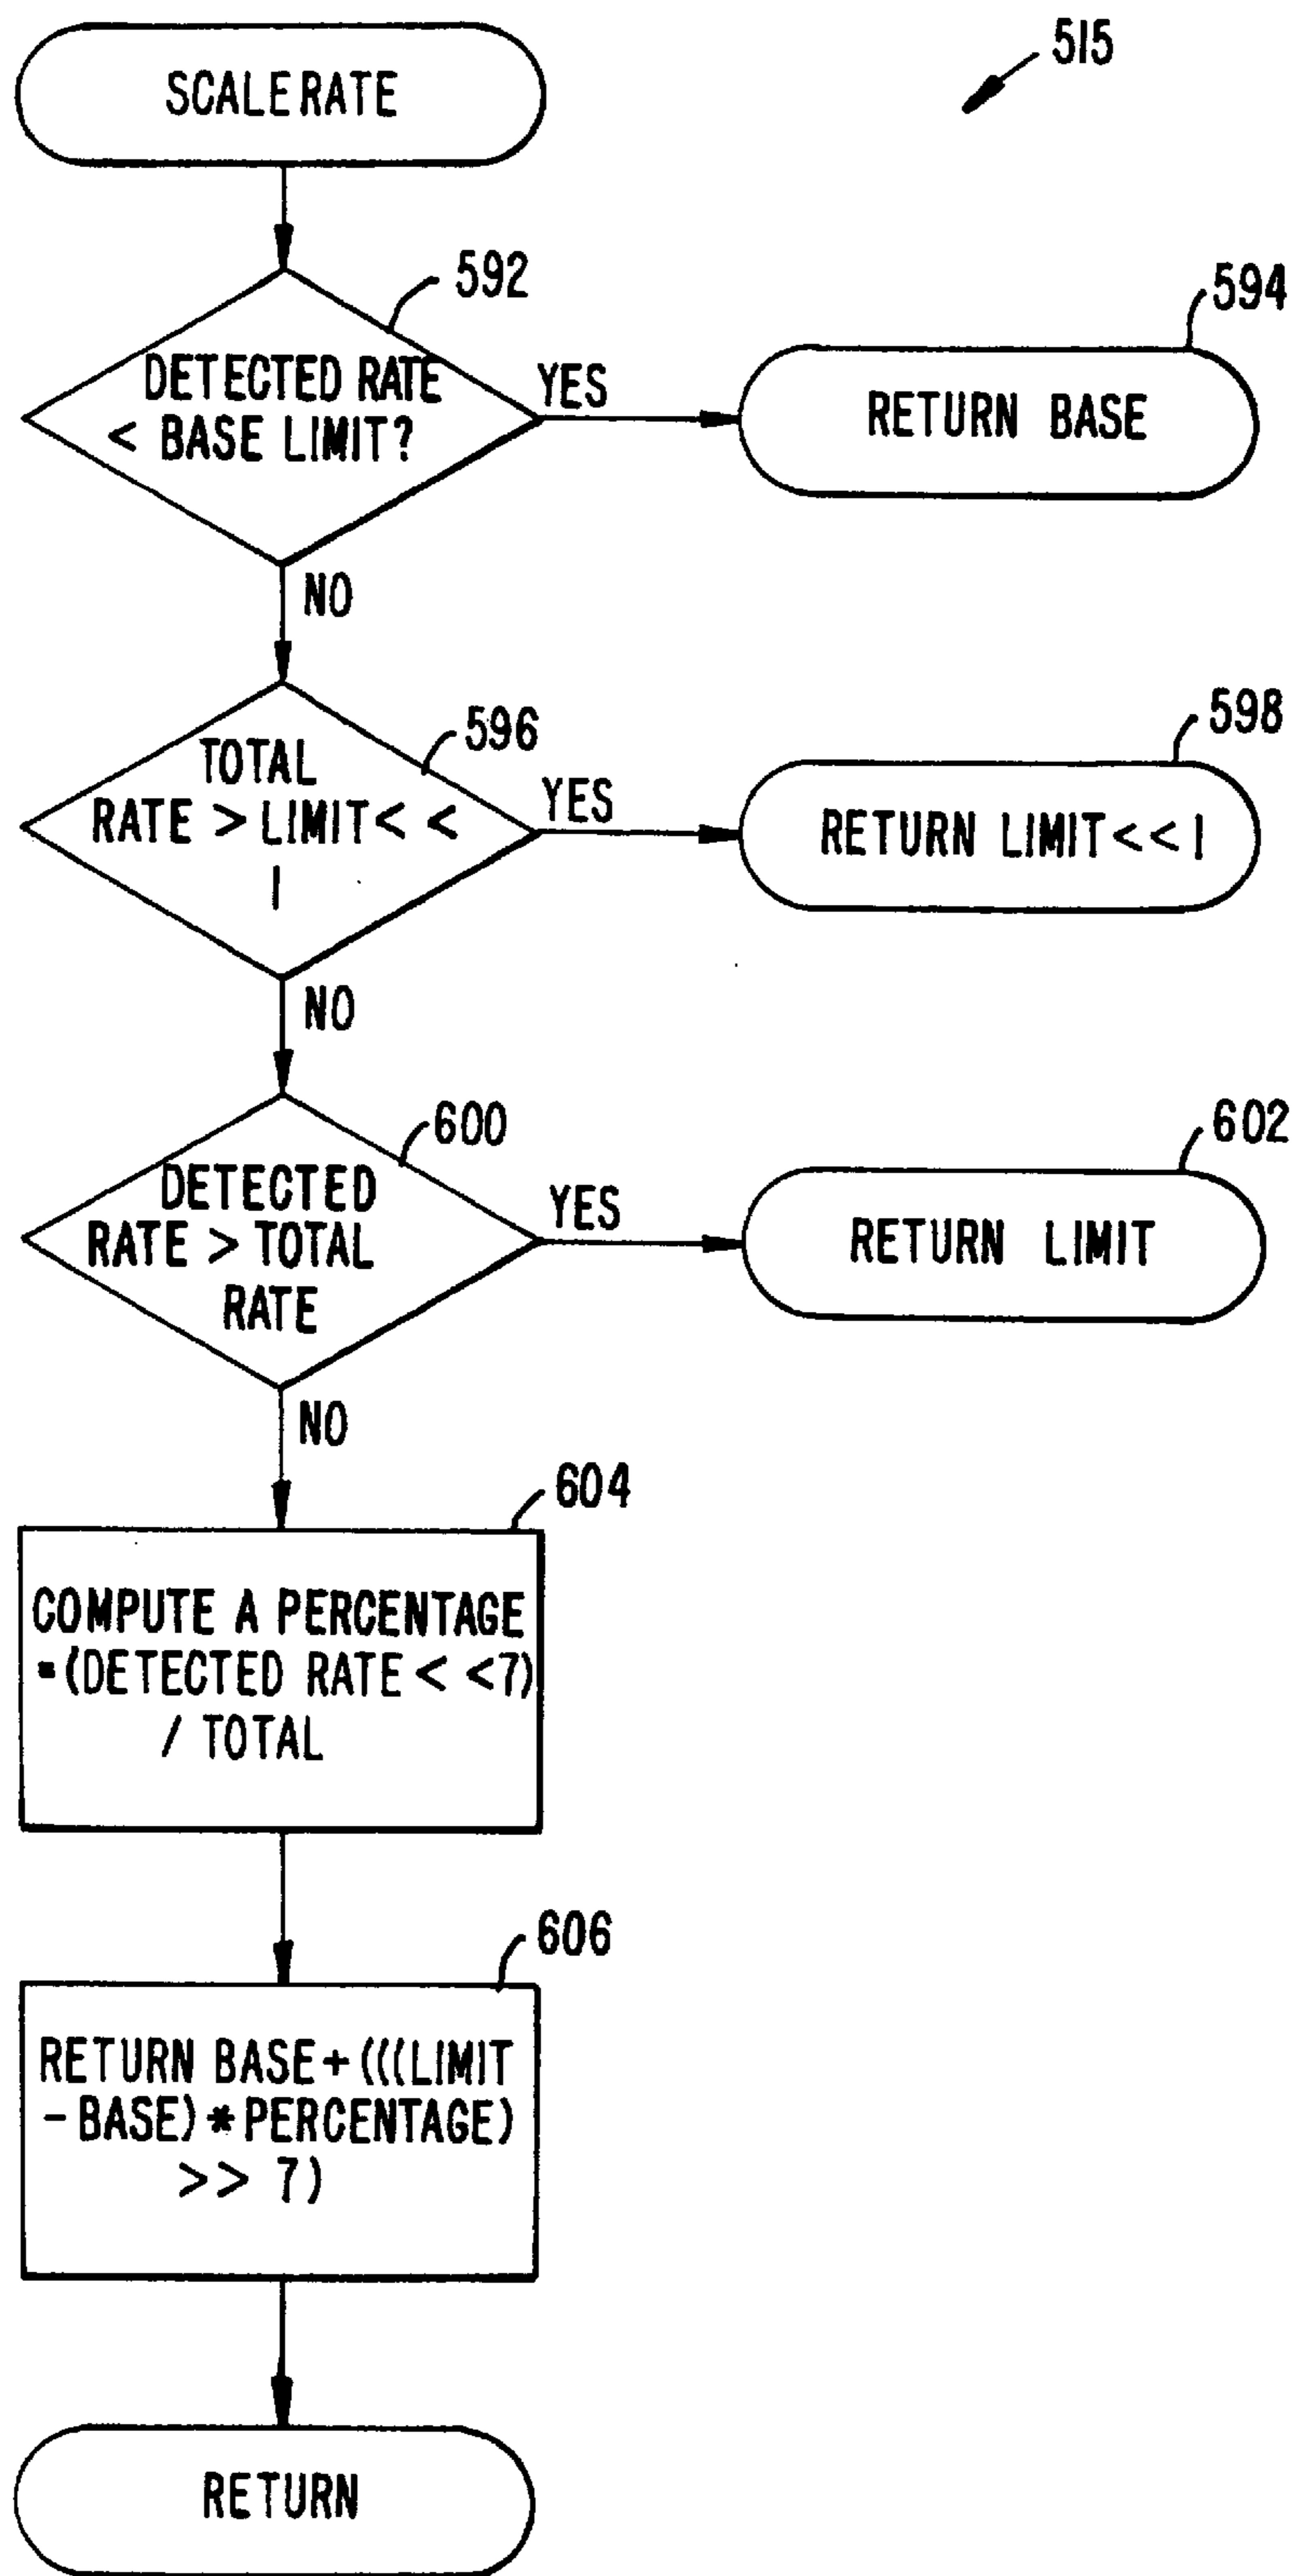 515
SCALERATE
592
DETECTED RATE
< BASE LIMIT?
YES
594
RETURN BASE
NO
596
TOTAL
RATE > LIMIT< <
1
YES
598
RETURN LIMIT<<1
NO
600
DETECTED
RATE > TOTAL
RATE
YES
602
RETURN LIMIT
NO
604
COMPUTE A PERCENTAGE
=(DETECTED RATE < <7)
/ TOTAL
606
RETURN BASE+(((LIMIT
-BASE)*PERCENTAGE)
>> 7)
RETURN